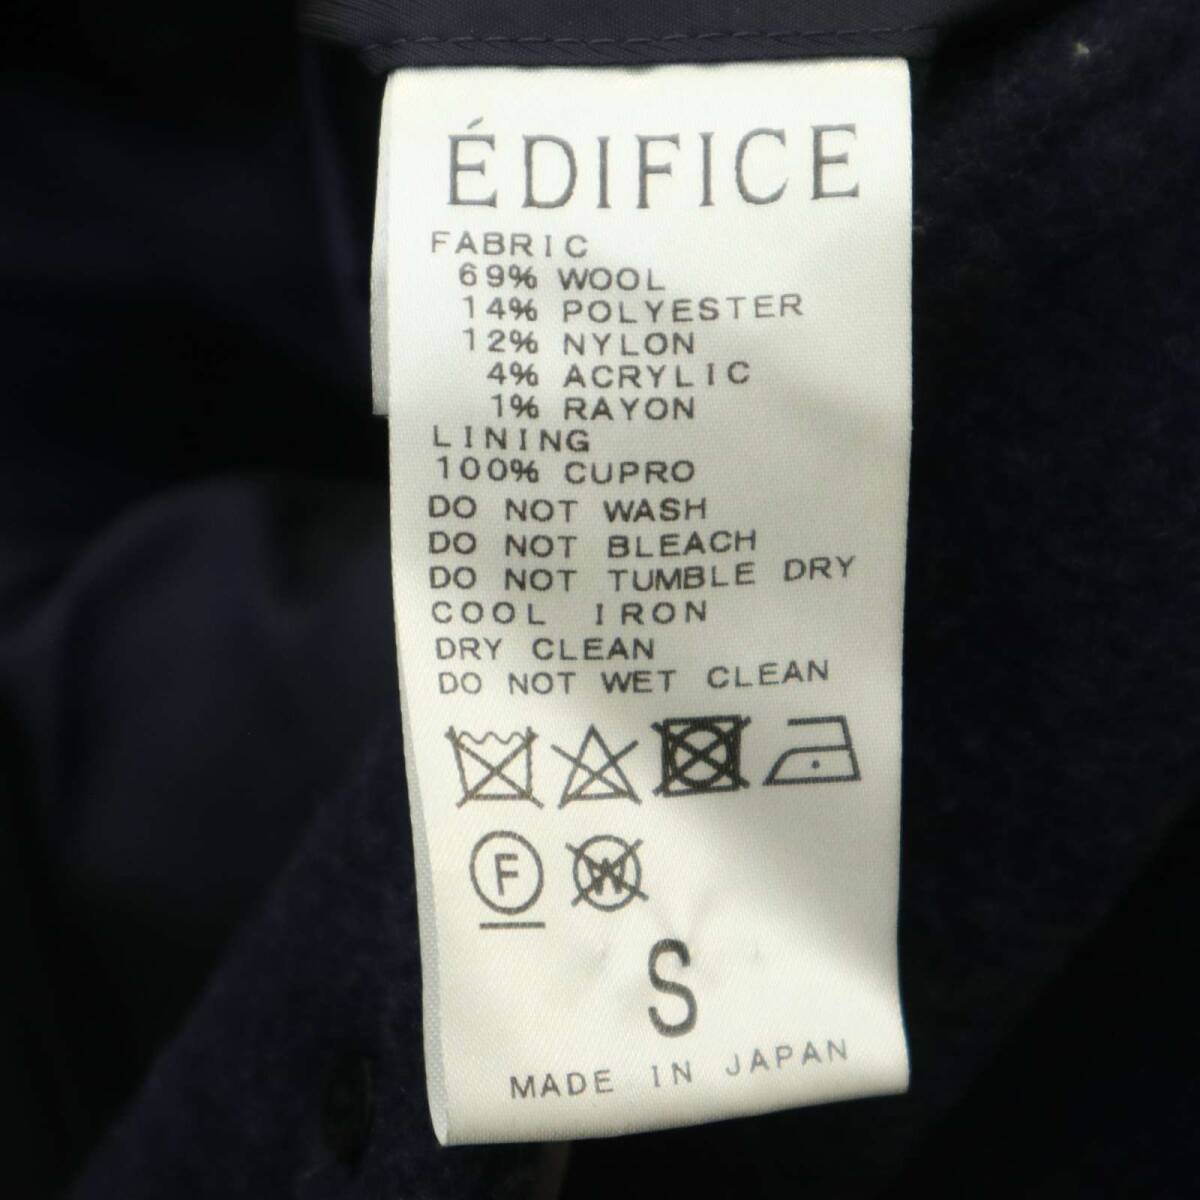 ÉDIFICE
FABRIC
69% WOOL
14% POLYESTER
12% NYLON
4% ACRYLIC
1% RAYON
LINING
100% CUPRO
DO NOT WASH
DO NOT BLEACH
DO NOT TUMBLE DRY
COOL IRON
DRY CLEAN
DO NOT WET CLEAN
F W
S
MADE IN JAPAN